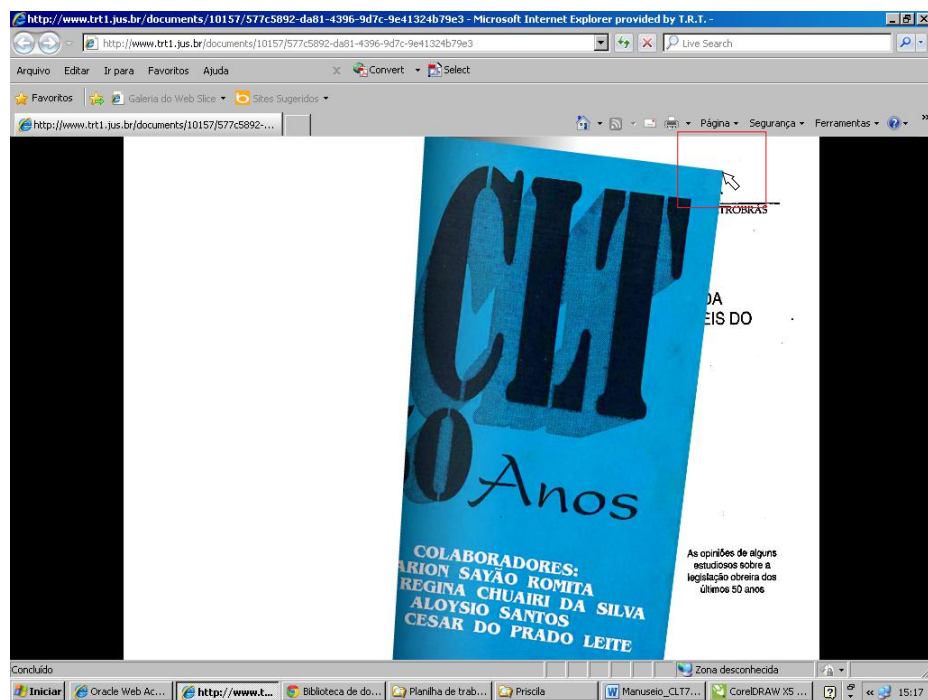 http://www.trt1.jus.br/documents/10157/577c5892-da81-4396-9d7c-9e41324b79e3 - Microsoft Internet Explorer provided by T.R.T. -
http://www.trt1.jus.br/documents/10157/577c5892-da81-4396-9d7c-9e41324b79e3
Live Search
Arquivo Editar Ir para Favoritos Ajuda
x Convert Select
Favoritos Galeria do Web Slice Sites Sugeridos
http://www.trt1.jus.br/documents/10157/577c5892-...
Página Segurança Ferramentas »
CLT
TROBRÁS
DA
EIS DO
50 Anos
As opiniões de alguns
estudiosos sobre a
legislação obreira dos
últimos 50 anos
COLABORADORES:
ARION SAYÃO ROMITA
REGINA CHUAIRI DA SILVA
ALOYSIO SANTOS
CESAR DO PRADO LEITE
Concluído
Zona desconhecida
Iniciar
Oracle Web Ac...
http://www.t...
Biblioteca de do...
Planilha de trab...
Priscila
Manuseio_CLT7...
CorelDRAW X5 ...
15:17